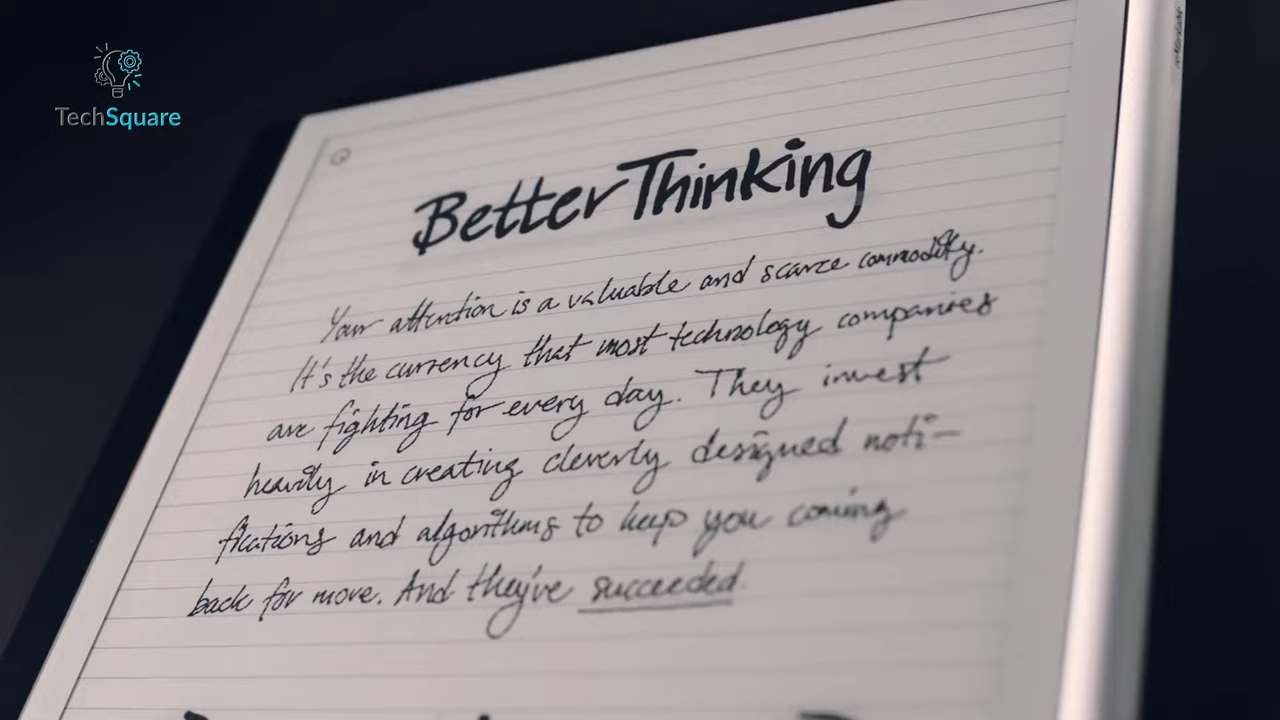 TechSquare
Better Thinking
Your attention is a valuable and scarce commodity.
It's the currency that most technology companies
are fighting for every day. They invest
heavily in creating cleverly designed noti-
fications and algorithms to keep you coming
back for more. And they've succeeded.